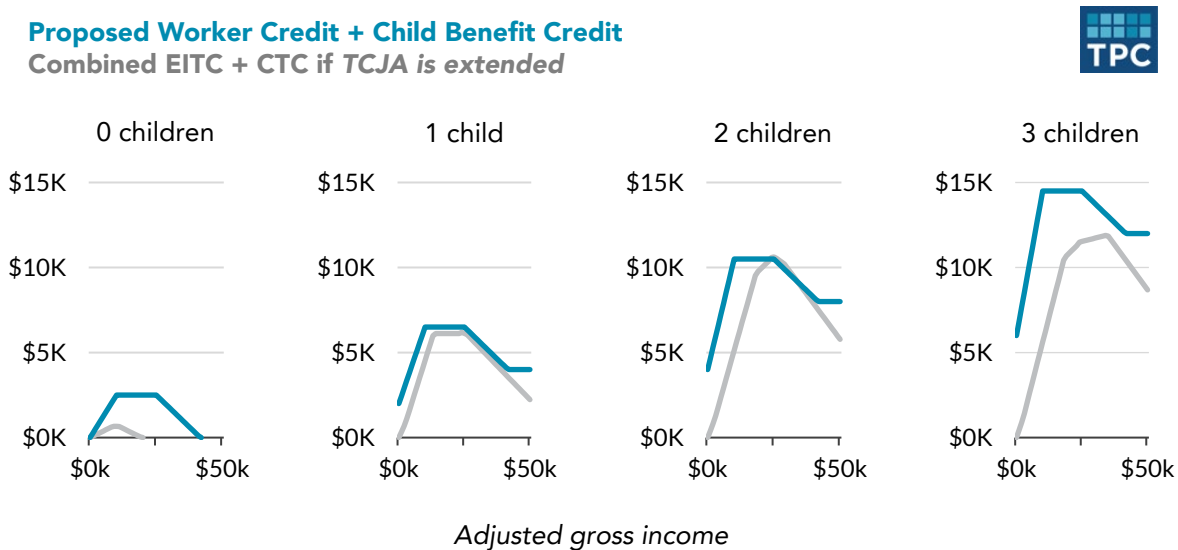 Proposed Worker Credit + Child Benefit Credit
Combined EITC + CTC if TCJA is extended
TPC
0 children
1 child
2 children
3 children
$15K
$10K
$5K
$0K
$0k
$50k
$15K
$10K
$5K
$0K
$0k
$50k
$15K
$10K
$5K
$0K
$0k
$50k
$15K
$10K
$5K
$0K
$0k
$50k
Adjusted gross income